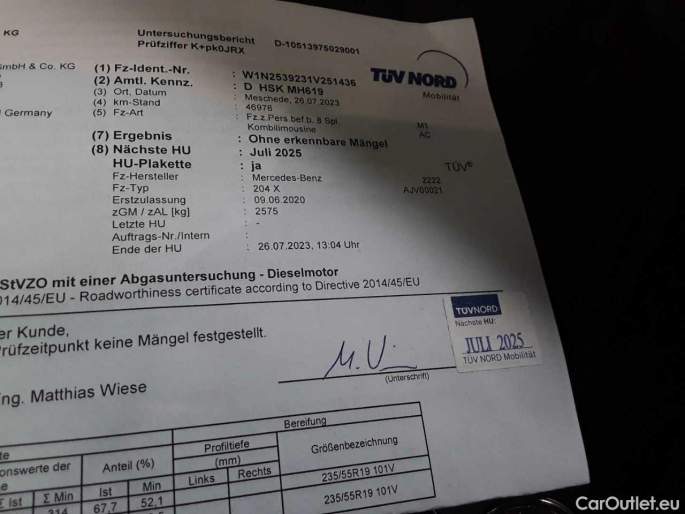 KG Untersuchungsbericht D-10513975029001
Prüfziffer K+pk0JRX
GmbH & Co. KG (1) Fz-Ident.-Nr. : W1N2539231V251436
(2) Amtl. Kennz. : D HSK MH619
(3) Ort, Datum : Meschede, 26.07.2023
(4) km-Stand : 46976
Germany (5) Fz-Art : Fz.z.Pers.bef.b. 8 Spl M1
Kombilimousine AC
TÜV NORD
Mobilität
(7) Ergebnis : Ohne erkennbare Mängel
(8) Nächste HU : Juli 2025
HU-Plakette : ja TÜV®
Fz-Hersteller : Mercedes-Benz 2222
Fz-Typ : 204 X AJV00021
Erstzulassung : 09.06.2020
zGM / zAL [kg] : 2575
Letzte HU : -
Auftrags-Nr./Intern :
Ende der HU : 26.07.2023, 13:04 Uhr
StVZO mit einer Abgasuntersuchung - Dieselmotor
014/45/EU - Roadworthiness certificate according to Directive 2014/45/EU
er Kunde,
Prüfzeitpunkt keine Mängel festgestellt.
TÜV NORD
Nächste HU:
JULI 2025
TÜV NORD Mobilität
M.V.
(Unterschrift)
ng. Matthias Wiese
Bereifung
te
onswerte der Anteil (%) Profiltiefe Größenbezeichnung
e (mm)
Σ Ist Σ Min Ist Min Links Rechts 235/55R19 101V
314 67,7 52,1 235/55R19 101V
CarOutlet.eu